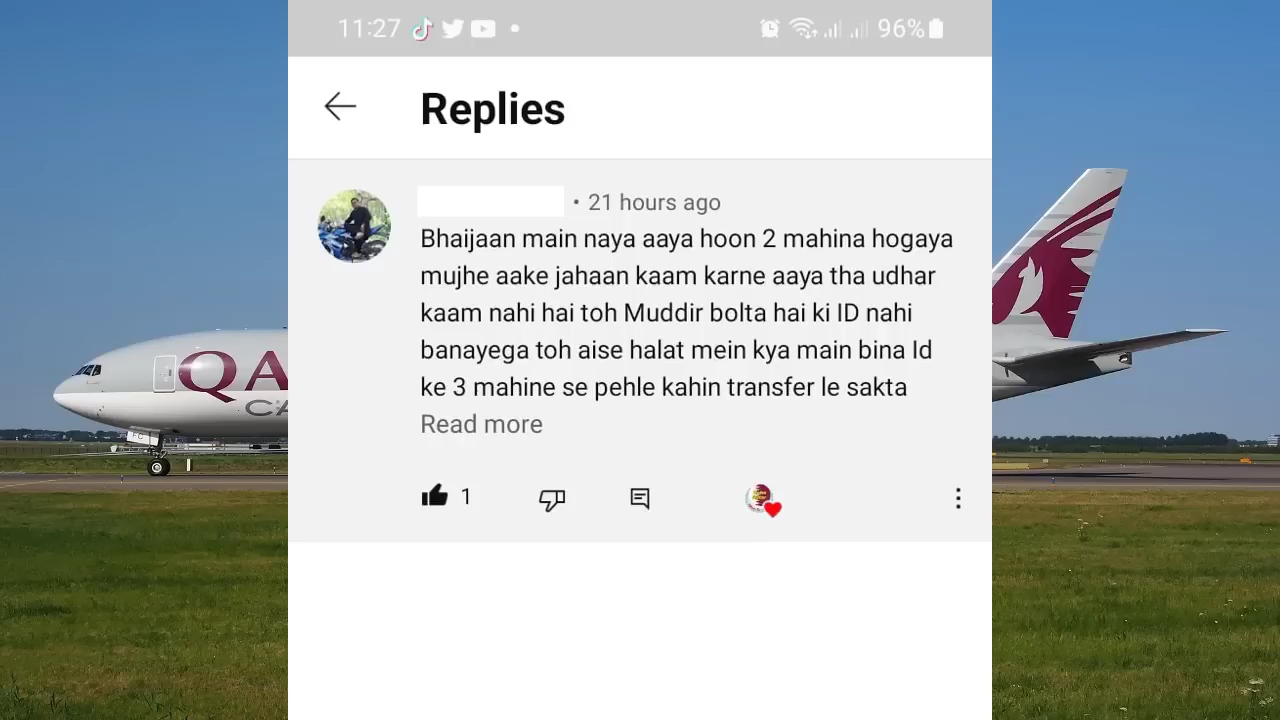 11:27
96%
Replies
• 21 hours ago
Bhaijaan main naya aaya hoon 2 mahina hogaya
mujhe aake jahaan kaam karne aaya tha udhar
kaam nahi hai toh Muddir bolta hai ki ID nahi
banayega toh aise halat mein kya main bina Id
ke 3 mahine se pehle kahin transfer le sakta
Read more
1
QA
CA